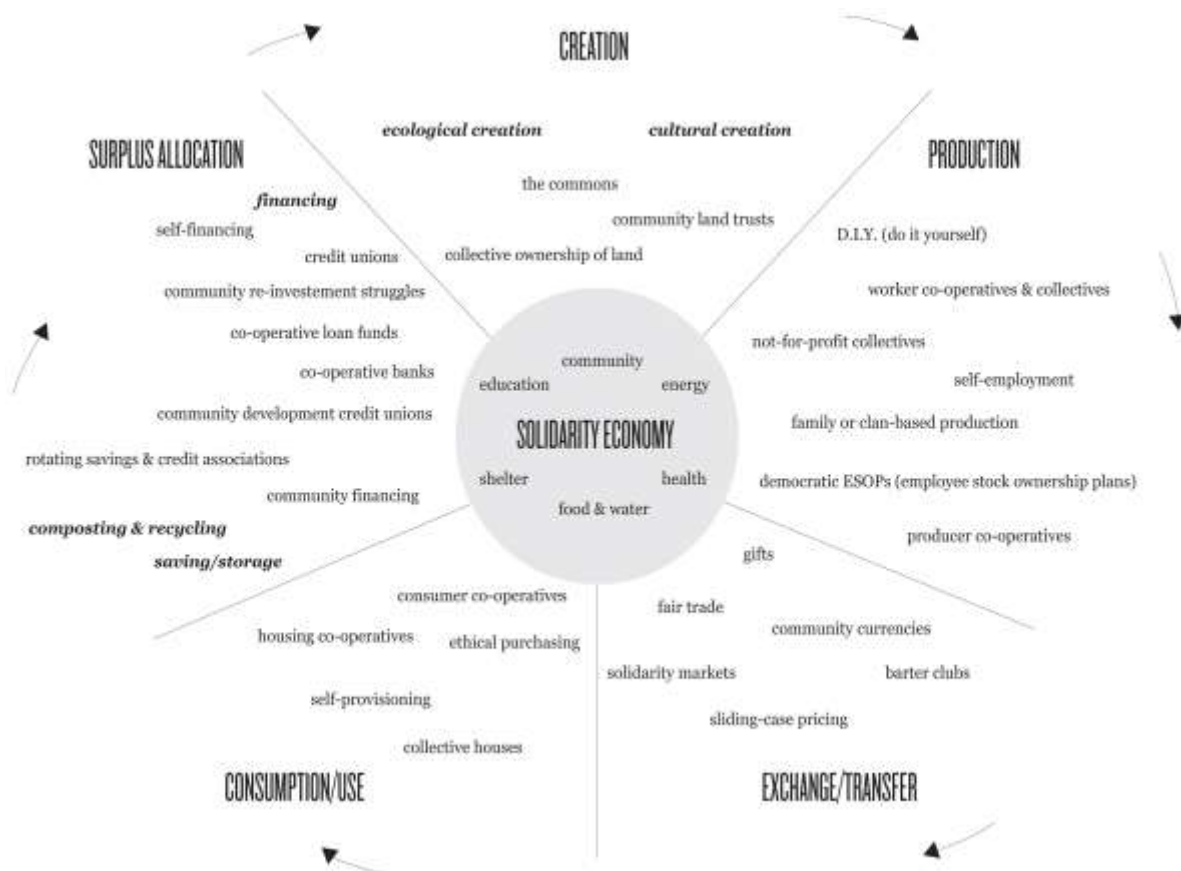 CREATION
ecological creation
cultural creation
the commons
community land trusts
collective ownership of land
PRODUCTION
D.I.Y. (do it yourself)
worker co-operatives & collectives
not-for-profit collectives
self-employment
family or clan-based production
democratic ESOPs (employee stock ownership plans)
producer co-operatives
EXCHANGE/TRANSFER
gifts
fair trade
community currencies
solidarity markets
barter clubs
sliding-case pricing
CONSUMPTION/USE
consumer co-operatives
housing co-operatives
ethical purchasing
self-provisioning
collective houses
SURPLUS ALLOCATION
financing
self-financing
credit unions
community re-investement struggles
co-operative loan funds
co-operative banks
community development credit unions
rotating savings & credit associations
community financing
composting & recycling
saving/storage
community
education
energy
SOLIDARITY ECONOMY
shelter
health
food & water